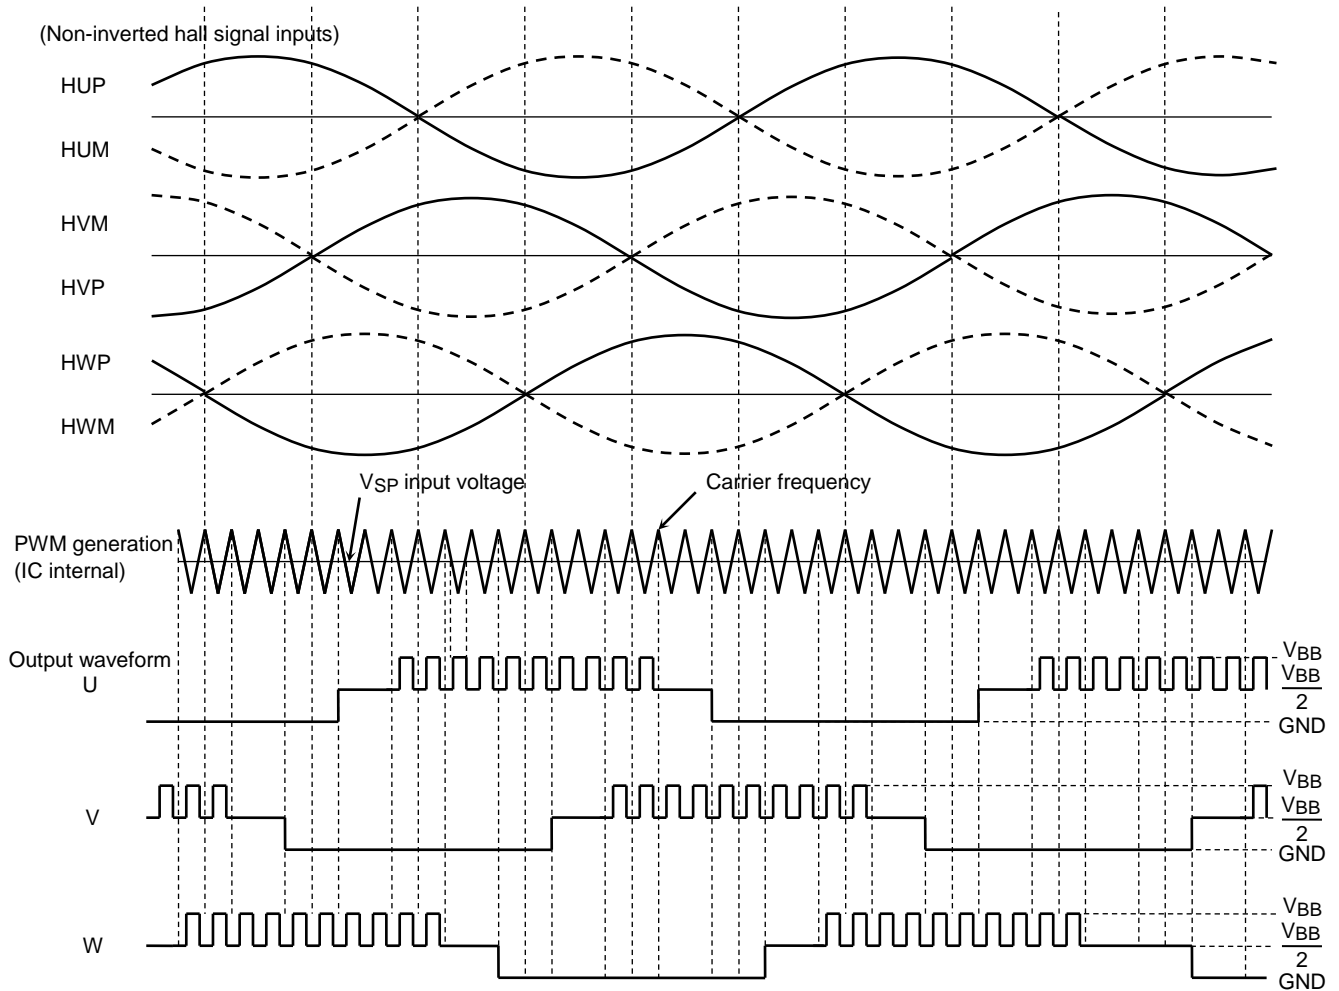 (Non-inverted hall signal inputs)
HUP
HUM
HVM
HVP
HWP
HWM
VSP input voltage
Carrier frequency
PWM generation
(IC internal)
Output waveform
U
VBB
VBB
2
GND
V
VBB
VBB
2
GND
W
VBB
VBB
2
GND